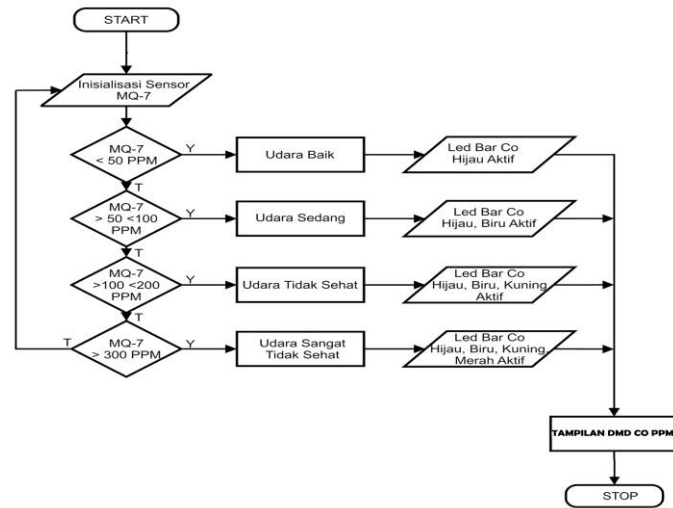 START
Inisialisasi Sensor
MQ-7
MQ-7
< 50 PPM
Y
Udara Baik
Led Bar Co
Hijau Aktif
T
MQ-7
> 50 <100
PPM
Y
Udara Sedang
Led Bar Co
Hijau, Biru Aktif
T
MQ-7
>100 <200
PPM
Y
Udara Tidak Sehat
Led Bar Co
Hijau, Biru, Kuning
Aktif
T
T
MQ-7
> 300 PPM
Y
Udara Sangat
Tidak Sehat
Led Bar Co
Hijau, Biru, Kuning,
Merah Aktif
TAMPILAN DMD CO PPM
STOP